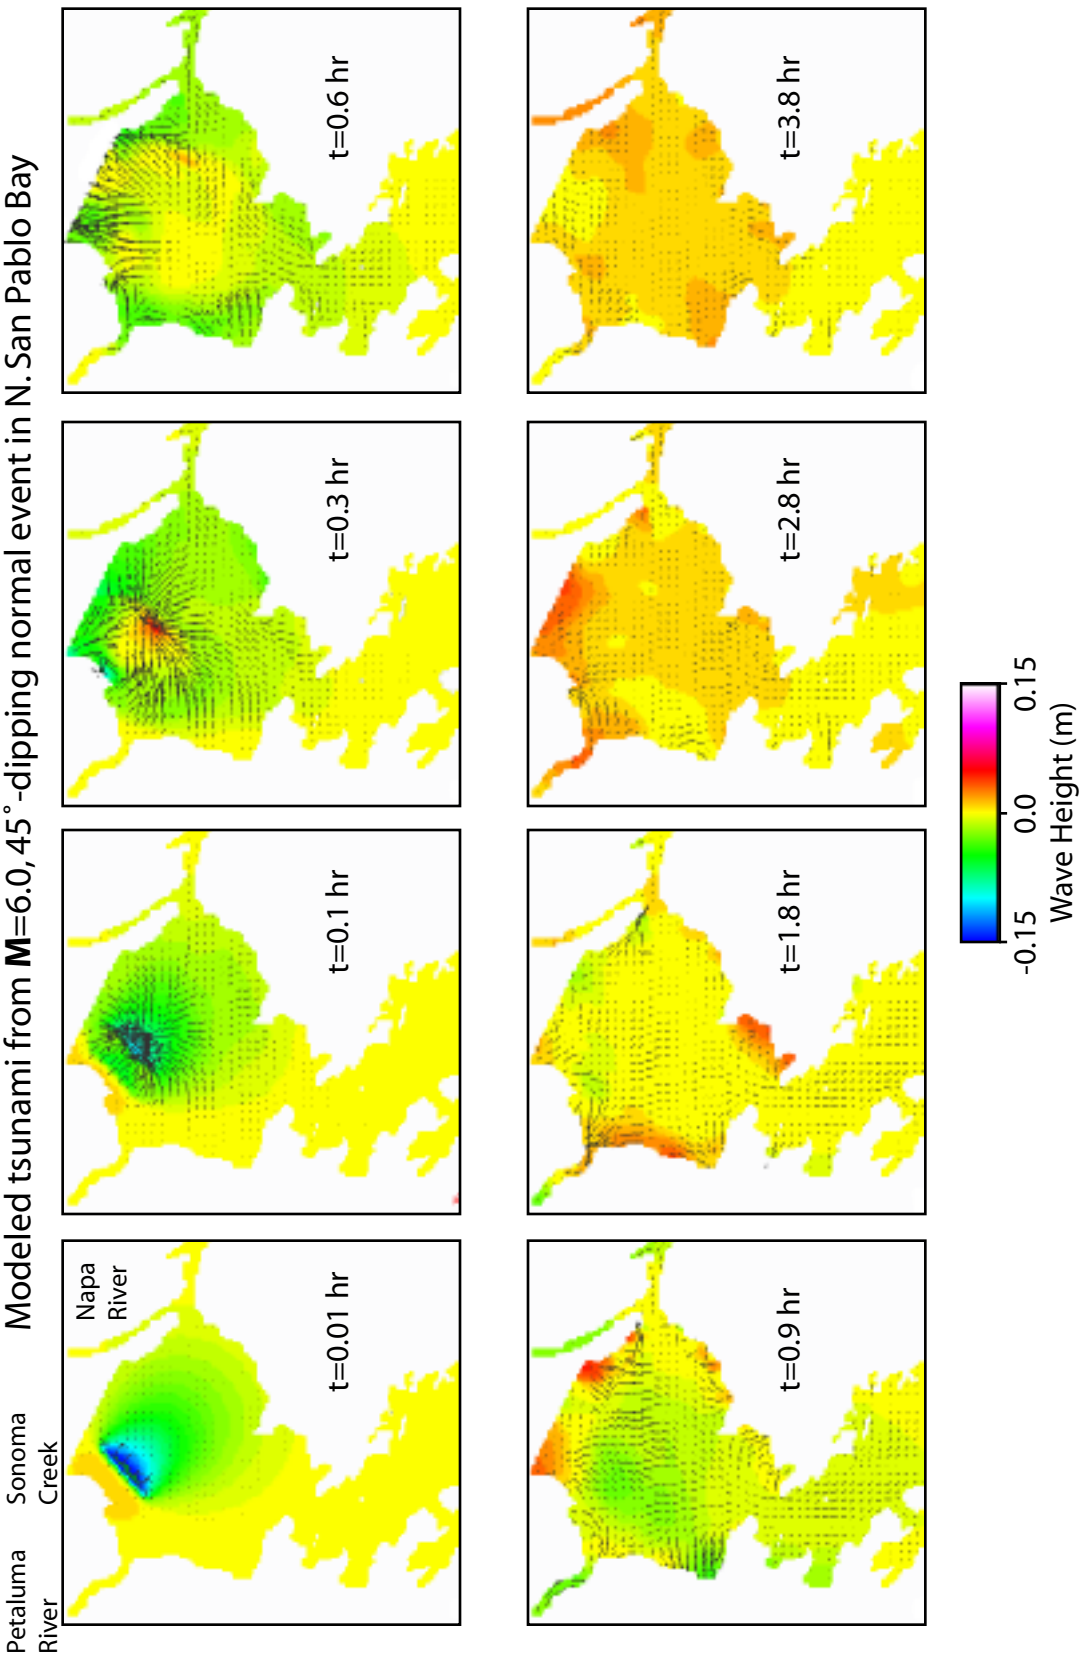 Modeled tsunami from M=6.0, 45°-dipping normal event in N. San Pablo Bay
Petaluma
River
Sonoma
Creek
Napa
River
t=0.01 hr
t=0.1 hr
t=0.3 hr
t=0.6 hr
t=0.9 hr
t=1.8 hr
t=2.8 hr
t=3.8 hr
-0.15
0.0
0.15
Wave Height (m)